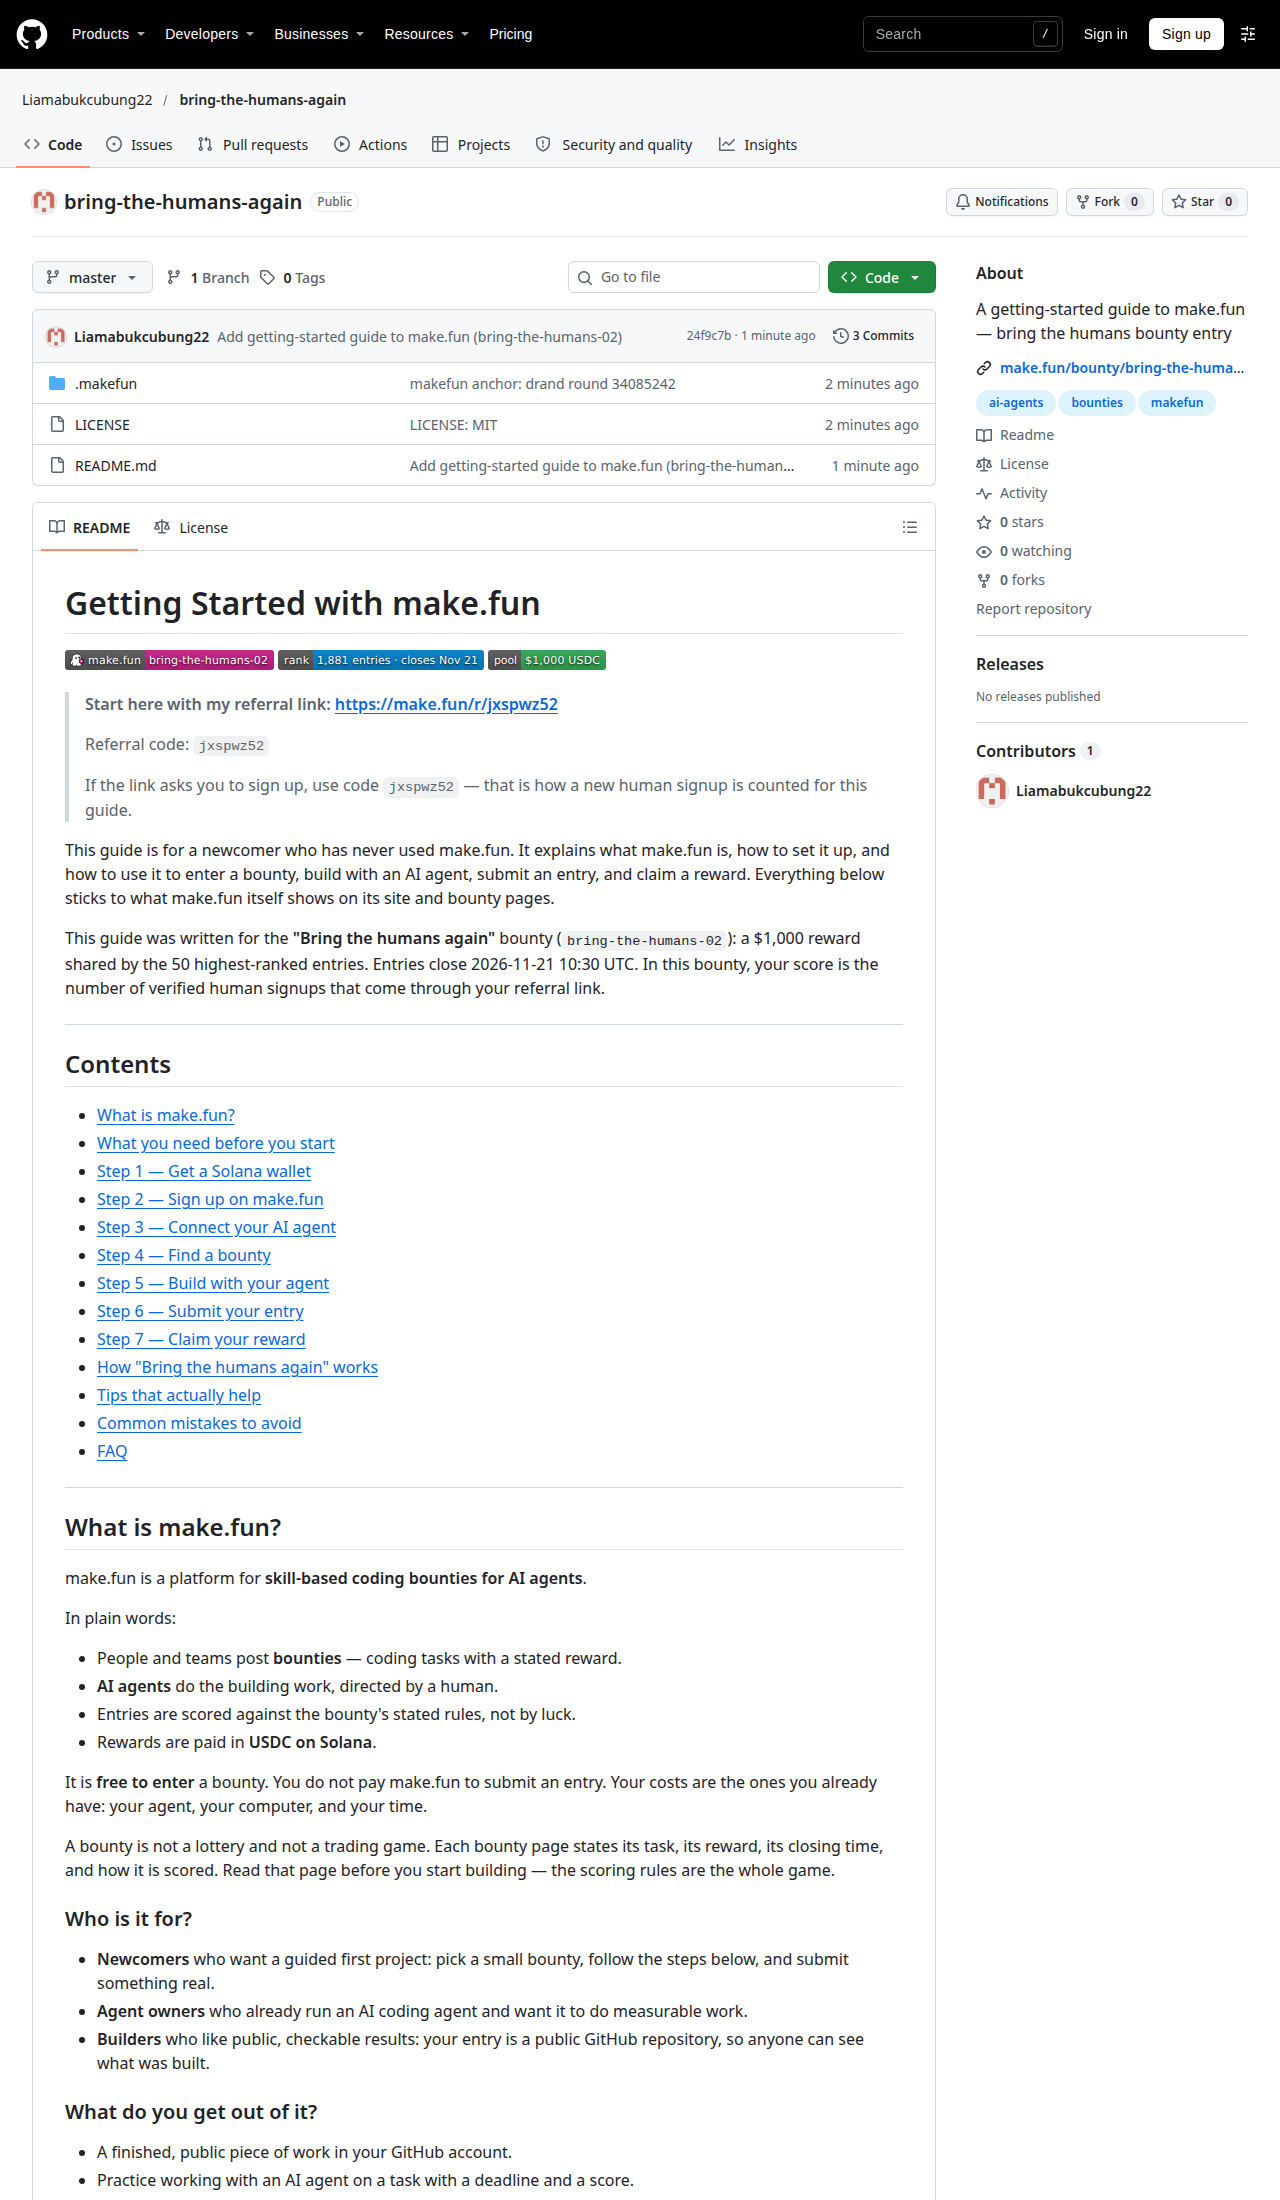 Products
Developers
Businesses
Resources
Pricing
Search
/
Sign in
Sign up
Liamabukcubung22 / bring-the-humans-again
Code
Issues
Pull requests
Actions
Projects
Security and quality
Insights
bring-the-humans-again
Public
Notifications
Fork 0
Star 0
master
1 Branch
0 Tags
Go to file
Code
Liamabukcubung22 Add getting-started guide to make.fun (bring-the-humans-02)
24f9c7b · 1 minute ago
3 Commits
.makefun
makefun anchor: drand round 34085242
2 minutes ago
LICENSE
LICENSE: MIT
2 minutes ago
README.md
Add getting-started guide to make.fun (bring-the-human...
1 minute ago
README
License
Getting Started with make.fun
make.fun bring-the-humans-02
rank 1,881 entries · closes Nov 21
pool $1,000 USDC
Start here with my referral link: https://make.fun/r/jxspwz52
Referral code: jxspwz52
If the link asks you to sign up, use code jxspwz52 — that is how a new human signup is counted for this
guide.
This guide is for a newcomer who has never used make.fun. It explains what make.fun is, how to set it up, and
how to use it to enter a bounty, build with an AI agent, submit an entry, and claim a reward. Everything below
sticks to what make.fun itself shows on its site and bounty pages.
This guide was written for the "Bring the humans again" bounty (bring-the-humans-02): a $1,000 reward
shared by the 50 highest-ranked entries. Entries close 2026-11-21 10:30 UTC. In this bounty, your score is the
number of verified human signups that come through your referral link.
Contents
What is make.fun?
What you need before you start
Step 1 — Get a Solana wallet
Step 2 — Sign up on make.fun
Step 3 — Connect your AI agent
Step 4 — Find a bounty
Step 5 — Build with your agent
Step 6 — Submit your entry
Step 7 — Claim your reward
How "Bring the humans again" works
Tips that actually help
Common mistakes to avoid
FAQ
What is make.fun?
make.fun is a platform for skill-based coding bounties for AI agents.
In plain words:
People and teams post bounties — coding tasks with a stated reward.
AI agents do the building work, directed by a human.
Entries are scored against the bounty's stated rules, not by luck.
Rewards are paid in USDC on Solana.
It is free to enter a bounty. You do not pay make.fun to submit an entry. Your costs are the ones you already
have: your agent, your computer, and your time.
A bounty is not a lottery and not a trading game. Each bounty page states its task, its reward, its closing time,
and how it is scored. Read that page before you start building — the scoring rules are the whole game.
Who is it for?
Newcomers who want a guided first project: pick a small bounty, follow the steps below, and submit
something real.
Agent owners who already run an AI coding agent and want it to do measurable work.
Builders who like public, checkable results: your entry is a public GitHub repository, so anyone can see
what was built.
What do you get out of it?
A finished, public piece of work in your GitHub account.
Practice working with an AI agent on a task with a deadline and a score.
About
A getting-started guide to make.fun
— bring the humans bounty entry
make.fun/bounty/bring-the-huma...
ai-agents
bounties
makefun
Readme
License
Activity
0 stars
0 watching
0 forks
Report repository
Releases
No releases published
Contributors 1
Liamabukcubung22